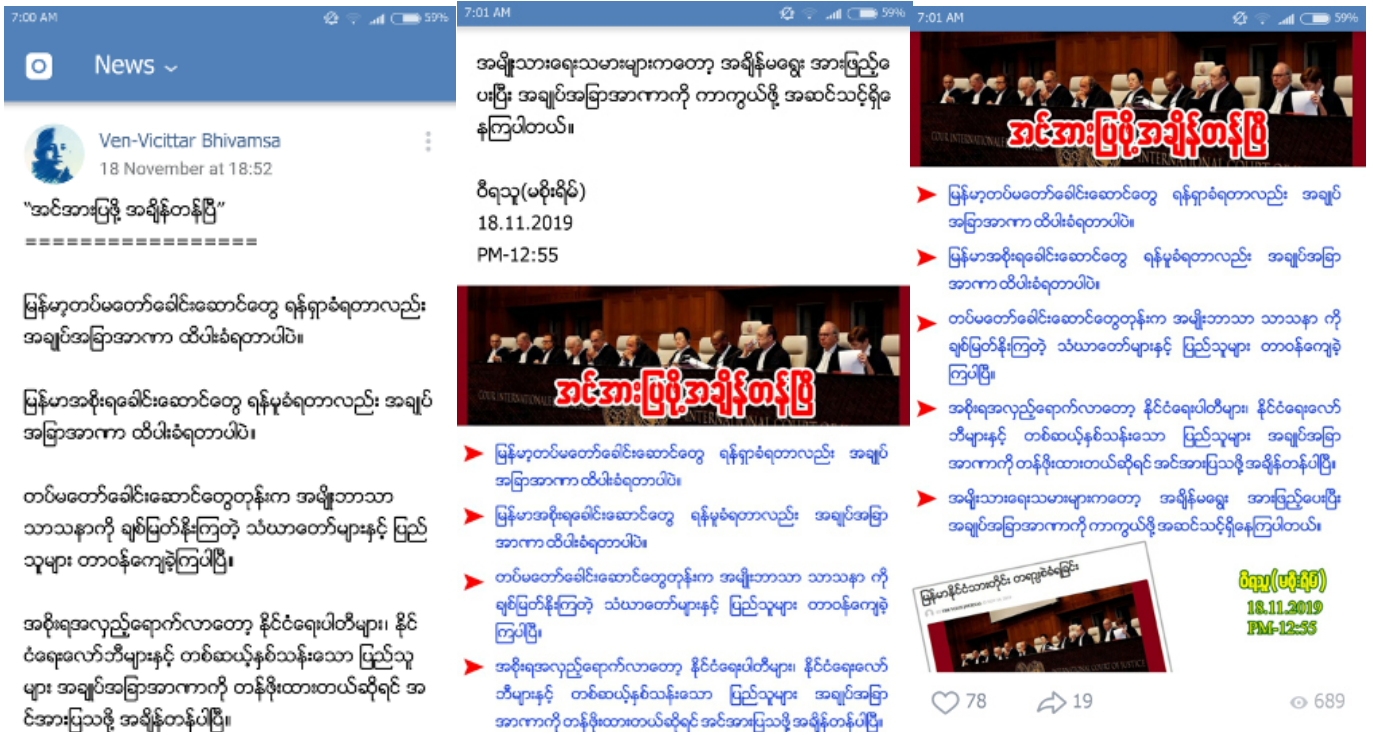 7:00 AM
59%
News
Ven-Vicittar Bhivamsa
18 November at 18:52
“အင်အားပြဖို့ အချိန်တန်ပြီ”
=================
မြန်မာ့တပ်မတော်ခေါင်းဆောင်တွေ ရန်ရှာခံရတာလည်း
အချုပ်အခြာအာဏာ ထိပါးခံရတာပါပဲ။
မြန်မာအစိုးရခေါင်းဆောင်တွေ ရန်မူခံရတာလည်း အချုပ်
အခြာအာဏာ ထိပါးခံရတာပါပဲ။
တပ်မတော်ခေါင်းဆောင်တွေတုန်းက အမျိုးဘာသာ
သာသနာကို ချစ်မြတ်နိုးကြတဲ့ သံဃာတော်များနှင့် ပြည်
သူများ တာဝန်ကျေခဲ့ကြပါပြီ။
အစိုးရအလှည့်ရောက်လာတော့ နိုင်ငံရေးပါတီများ၊ နိုင်
ငံရေးလော်ဘီများနှင့် တစ်ဆယ့်နှစ်သန်းသော ပြည်သူ
များ အချုပ်အခြာအာဏာကို တန်ဖိုးထားတယ်ဆိုရင် အ
င်အားပြသဖို့ အချိန်တန်ပါပြီ။
7:01 AM
59%
အမျိုးသားရေးသမားများကတော့ အချိန်မရွေး အားဖြည့်ပေ
းပြီး အချုပ်အခြာအာဏာကို ကာကွယ်ဖို့ အဆင်သင့်ရှိနေ
ကြပါတယ်။
ဝီရသူ(မစိုးရိမ်)
18.11.2019
PM-12:55
အင်အားပြဖို့အချိန်တန်ပြီ
မြန်မာ့တပ်မတော်ခေါင်းဆောင်တွေ ရန်ရှာခံရတာလည်း အချုပ်
အခြာအာဏာ ထိပါးခံရတာပါပဲ။
မြန်မာအစိုးရခေါင်းဆောင်တွေ ရန်မူခံရတာလည်း အချုပ်အခြာ
အာဏာ ထိပါးခံရတာပါပဲ။
တပ်မတော်ခေါင်းဆောင်တွေတုန်းက အမျိုးဘာသာ သာသနာ ကို
ချစ်မြတ်နိုးကြတဲ့ သံဃာတော်များနှင့် ပြည်သူများ တာဝန်ကျေခဲ့
ကြပါပြီ။
အစိုးရအလှည့်ရောက်လာတော့ နိုင်ငံရေးပါတီများ၊ နိုင်ငံရေးလော်
ဘီများနှင့် တစ်ဆယ့်နှစ်သန်းသော ပြည်သူများ အချုပ်အခြာ
အာဏာကို တန်ဖိုးထားတယ်ဆိုရင် အင်အားပြသဖို့ အချိန်တန်ပါပြီ။
7:01 AM
59%
COUR INTERNATIONALE
INTERNATIONAL COURT OF
အင်အားပြဖို့အချိန်တန်ပြီ
မြန်မာ့တပ်မတော်ခေါင်းဆောင်တွေ ရန်ရှာခံရတာလည်း အချုပ်
အခြာအာဏာ ထိပါးခံရတာပါပဲ။
မြန်မာအစိုးရခေါင်းဆောင်တွေ ရန်မူခံရတာလည်း အချုပ်အခြာ
အာဏာ ထိပါးခံရတာပါပဲ။
တပ်မတော်ခေါင်းဆောင်တွေတုန်းက အမျိုးဘာသာ သာသနာ ကို
ချစ်မြတ်နိုးကြတဲ့ သံဃာတော်များနှင့် ပြည်သူများ တာဝန်ကျေခဲ့
ကြပါပြီ။
အစိုးရအလှည့်ရောက်လာတော့ နိုင်ငံရေးပါတီများ၊ နိုင်ငံရေးလော်
ဘီများနှင့် တစ်ဆယ့်နှစ်သန်းသော ပြည်သူများ အချုပ်အခြာ
အာဏာကို တန်ဖိုးထားတယ်ဆိုရင် အင်အားပြသဖို့ အချိန်တန်ပါပြီ။
အမျိုးသားရေးသမားများကတော့ အချိန်မရွေး အားဖြည့်ပေးပြီး
အချုပ်အခြာအာဏာကို ကာကွယ်ဖို့ အဆင်သင့်ရှိနေကြပါတယ်။
မြန်မာနိုင်ငံသားတိုင်း တရားစွဲခံရခြင်း
ဝီရသူ(မစိုးရိမ်)
18.11.2019
PM-12:55
78
19
689